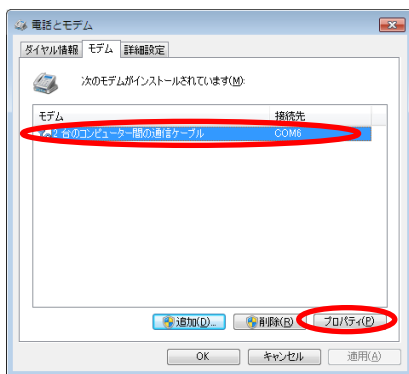 電話とモデム
ダイヤル情報 モデム 詳細設定
次のモデムがインストールされています(M):
モデム 接続先
2 台のコンピューター間の通信ケーブル COM6
追加(D)... 削除(R) プロパティ(P)
OK キャンセル 適用(A)